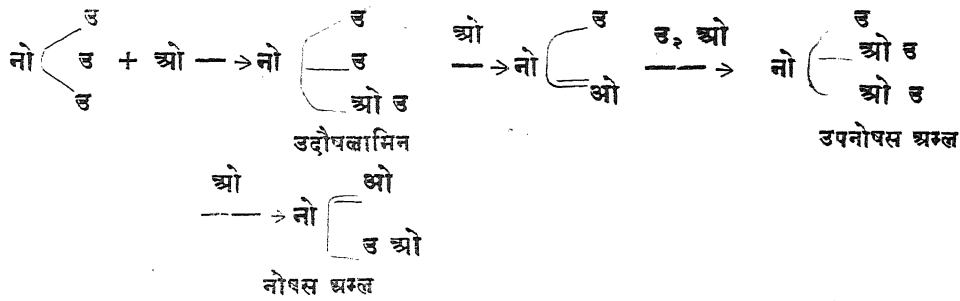 उ
नो उ + ओ → नो उ
उ
उ
ओ उ
उदौषलामिन
ओ → नो उ
ओ
उ₂ ओ → नो उ
ओ उ
ओ उ
उपनोषस अम्ल
ओ → नो ओ
उ ओ
नोषस अम्ल